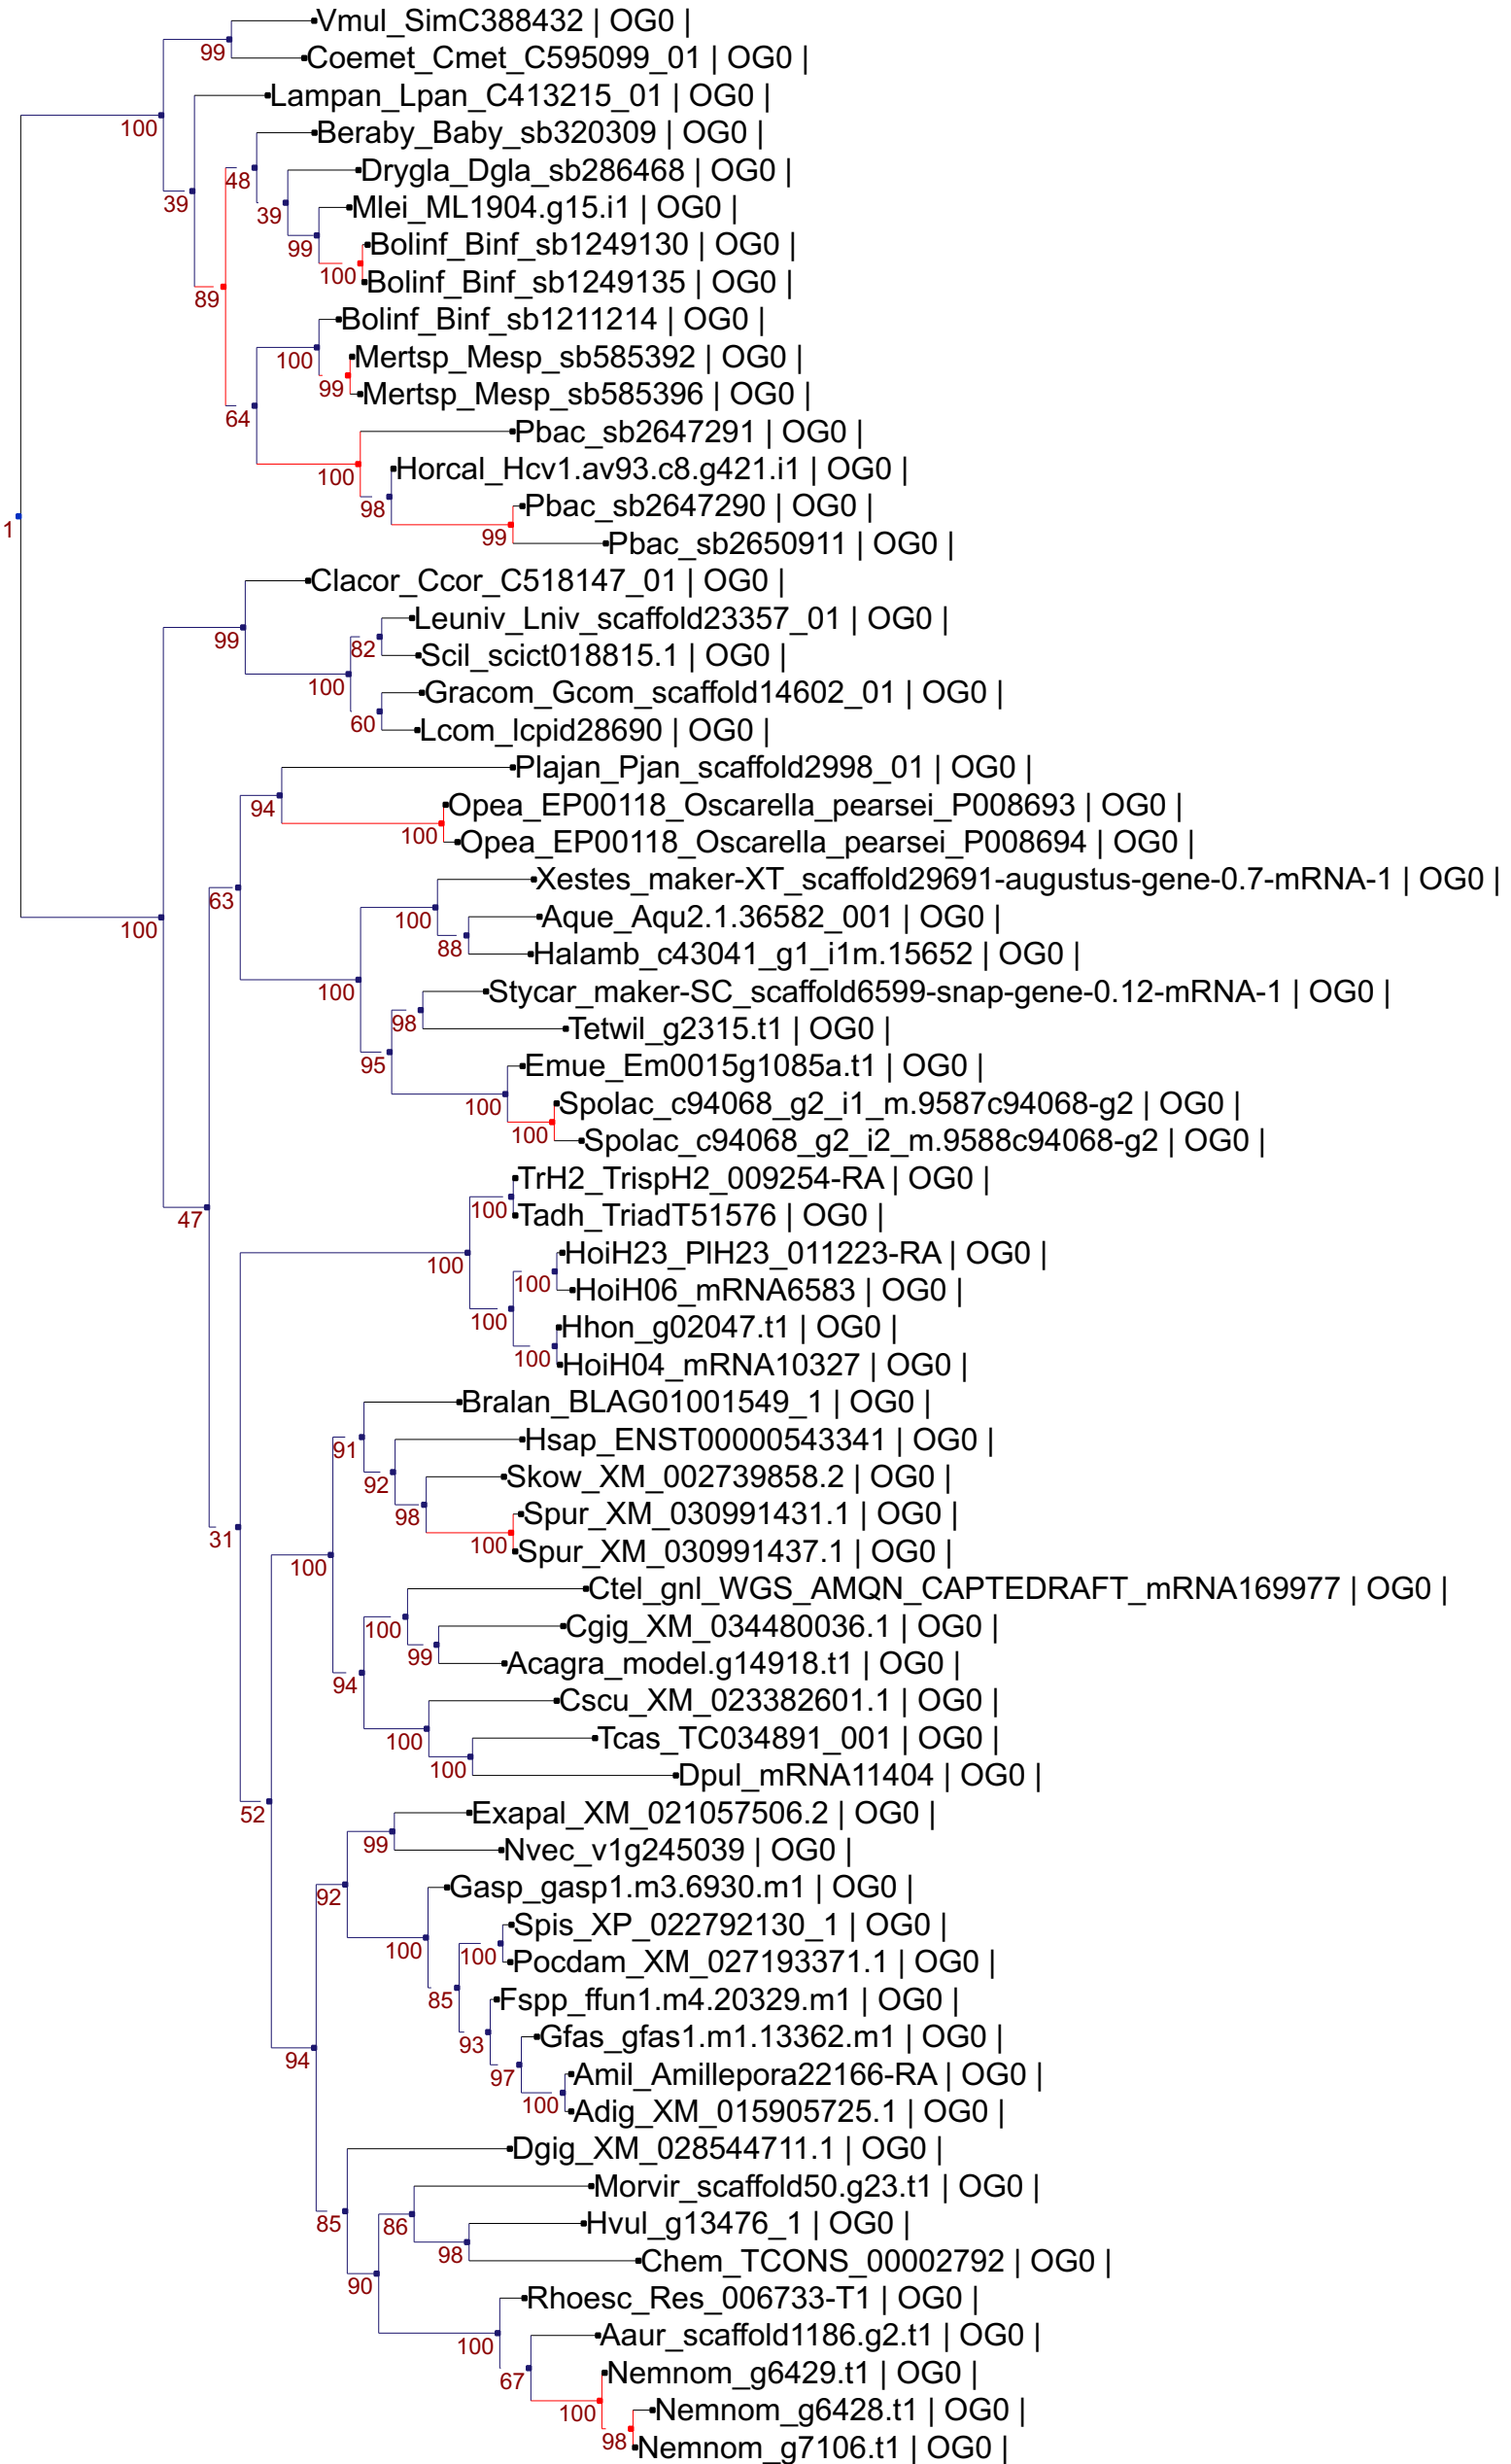 Vmul_SimC388432 | OG0 |
99
Coemet_Cmet_C595099_01 | OG0 |
Lampan_Lpan_C413215_01 | OG0 |
100
Beraby_Baby_sb320309 | OG0 |
Drygla_Dgla_sb286468 | OG0 |
48
39
Mlei_ML1904.g15.i1 | OG0 |
39
Bolinf_Binf_sb1249130 | OG0 |
99
100
Bolinf_Binf_sb1249135 | OG0 |
89
Bolinf_Binf_sb1211214 | OG0 |
Mertsp_Mesp_sb585392 | OG0 |
100
99
Mertsp_Mesp_sb585396 | OG0 |
64
Pbac_sb2647291 | OG0 |
Horcal_Hcv1.av93.c8.g421.i1 | OG0 |
100
98
Pbac_sb2647290 | OG0 |
1
99
Pbac_sb2650911 | OG0 |
Clacor_Ccor_C518147_01 | OG0 |
Leuniv_Lniv_scaffold23357_01 | OG0 |
99
82
Scil_scict018815.1 | OG0 |
100
Gracom_Gcom_scaffold14602_01 | OG0 |
60
Lcom_lcpid28690 | OG0 |
Plajan_Pjan_scaffold2998_01 | OG0 |
94
Opea_EP00118_Oscarella_pearsei_P008693 | OG0 |
100
Opea_EP00118_Oscarella_pearsei_P008694 | OG0 |
Xestes_maker-XT_scaffold29691-augustus-gene-0.7-mRNA-1 | OG0 |
63
100
Aque_Aqu2.1.36582_001 | OG0 |
100
88
Halamb_c43041_g1_i1m.15652 | OG0 |
100
Stycar_maker-SC_scaffold6599-snap-gene-0.12-mRNA-1 | OG0 |
98
Tetwil_g2315.t1 | OG0 |
95
Emue_Em0015g1085a.t1 | OG0 |
100
Spolac_c94068_g2_i1_m.9587c94068-g2 | OG0 |
100
Spolac_c94068_g2_i2_m.9588c94068-g2 | OG0 |
TrH2_TrispH2_009254-RA | OG0 |
47
100
Tadh_TriadT51576 | OG0 |
100
HoiH23_PlH23_011223-RA | OG0 |
100
HoiH06_mRNA6583 | OG0 |
100
Hhon_g02047.t1 | OG0 |
100
HoiH04_mRNA10327 | OG0 |
Bralan_BLAG01001549_1 | OG0 |
91
Hsap_ENST00000543341 | OG0 |
92
Skow_XM_002739858.2 | OG0 |
98
Spur_XM_030991431.1 | OG0 |
31
100
Spur_XM_030991437.1 | OG0 |
100
Ctel_gnl_WGS_AMQN_CAPTEDRAFT_mRNA169977 | OG0 |
100
Cgig_XM_034480036.1 | OG0 |
99
Acagra_model.g14918.t1 | OG0 |
94
Cscu_XM_023382601.1 | OG0 |
100
Tcas_TC034891_001 | OG0 |
100
Dpul_mRNA11404 | OG0 |
52
Exapal_XM_021057506.2 | OG0 |
99
Nvec_v1g245039 | OG0 |
92
Gasp_gasp1.m3.6930.m1 | OG0 |
Spis_XP_022792130_1 | OG0 |
100
100
Pocdam_XM_027193371.1 | OG0 |
85
Fspp_ffun1.m4.20329.m1 | OG0 |
93
Gfas_gfas1.m1.13362.m1 | OG0 |
94
97
Amil_Amillepora22166-RA | OG0 |
100
Adig_XM_015905725.1 | OG0 |
Dgig_XM_028544711.1 | OG0 |
Morvir_scaffold50.g23.t1 | OG0 |
85
86
Hvul_g13476_1 | OG0 |
98
Chem_TCONS_00002792 | OG0 |
90
Rhoesc_Res_006733-T1 | OG0 |
100
Aaur_scaffold1186.g2.t1 | OG0 |
67
Nemnom_g6429.t1 | OG0 |
100
Nemnom_g6428.t1 | OG0 |
98
Nemnom_g7106.t1 | OG0 |